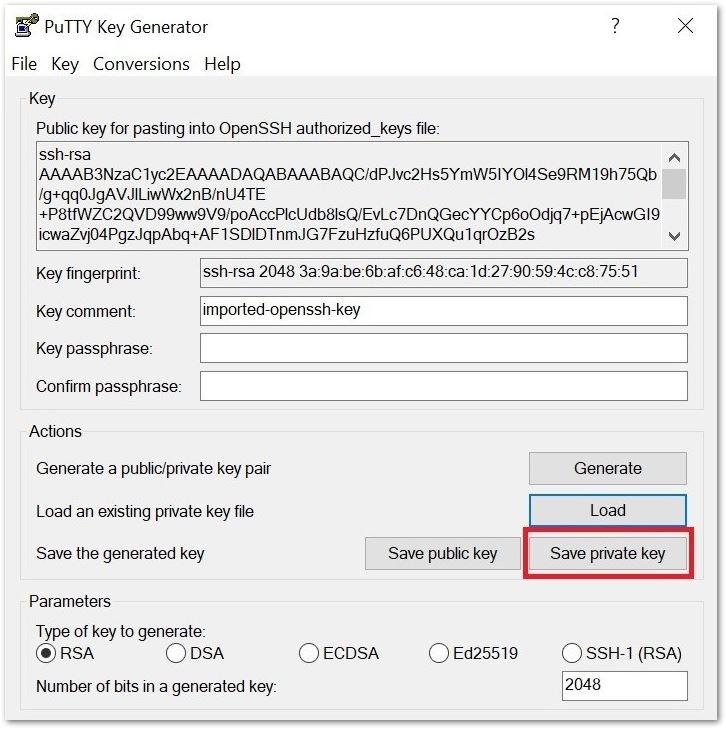 PuTTY Key Generator
?
File Key Conversions Help
Key
Public key for pasting into OpenSSH authorized_keys file:
ssh-rsa
AAAAB3NzaC1yc2EAAAADAQABAAABAQC/dPJvc2Hs5YmW5IYOl4Se9RM19h75Qb
/g+qq0JgAVJlLiwWx2nB/nU4TE
+P8tfWZC2QVD99ww9V9/poAccPlcUdb8lsQ/EvLc7DnQGecYYCp6oOdjq7+pEjAcwGI9
icwaZvj04PgzJqpAbq+AF1SDlDTnmJG7FzuHzfuQ6PUXQu1qrOzB2s
Key fingerprint: ssh-rsa 2048 3a:9a:be:6b:af:c6:48:ca:1d:27:90:59:4c:c8:75:51
Key comment: imported-openssh-key
Key passphrase:
Confirm passphrase:
Actions
Generate a public/private key pair Generate
Load an existing private key file Load
Save the generated key Save public key Save private key
Parameters
Type of key to generate:
RSA DSA ECDSA Ed25519 SSH-1 (RSA)
Number of bits in a generated key: 2048